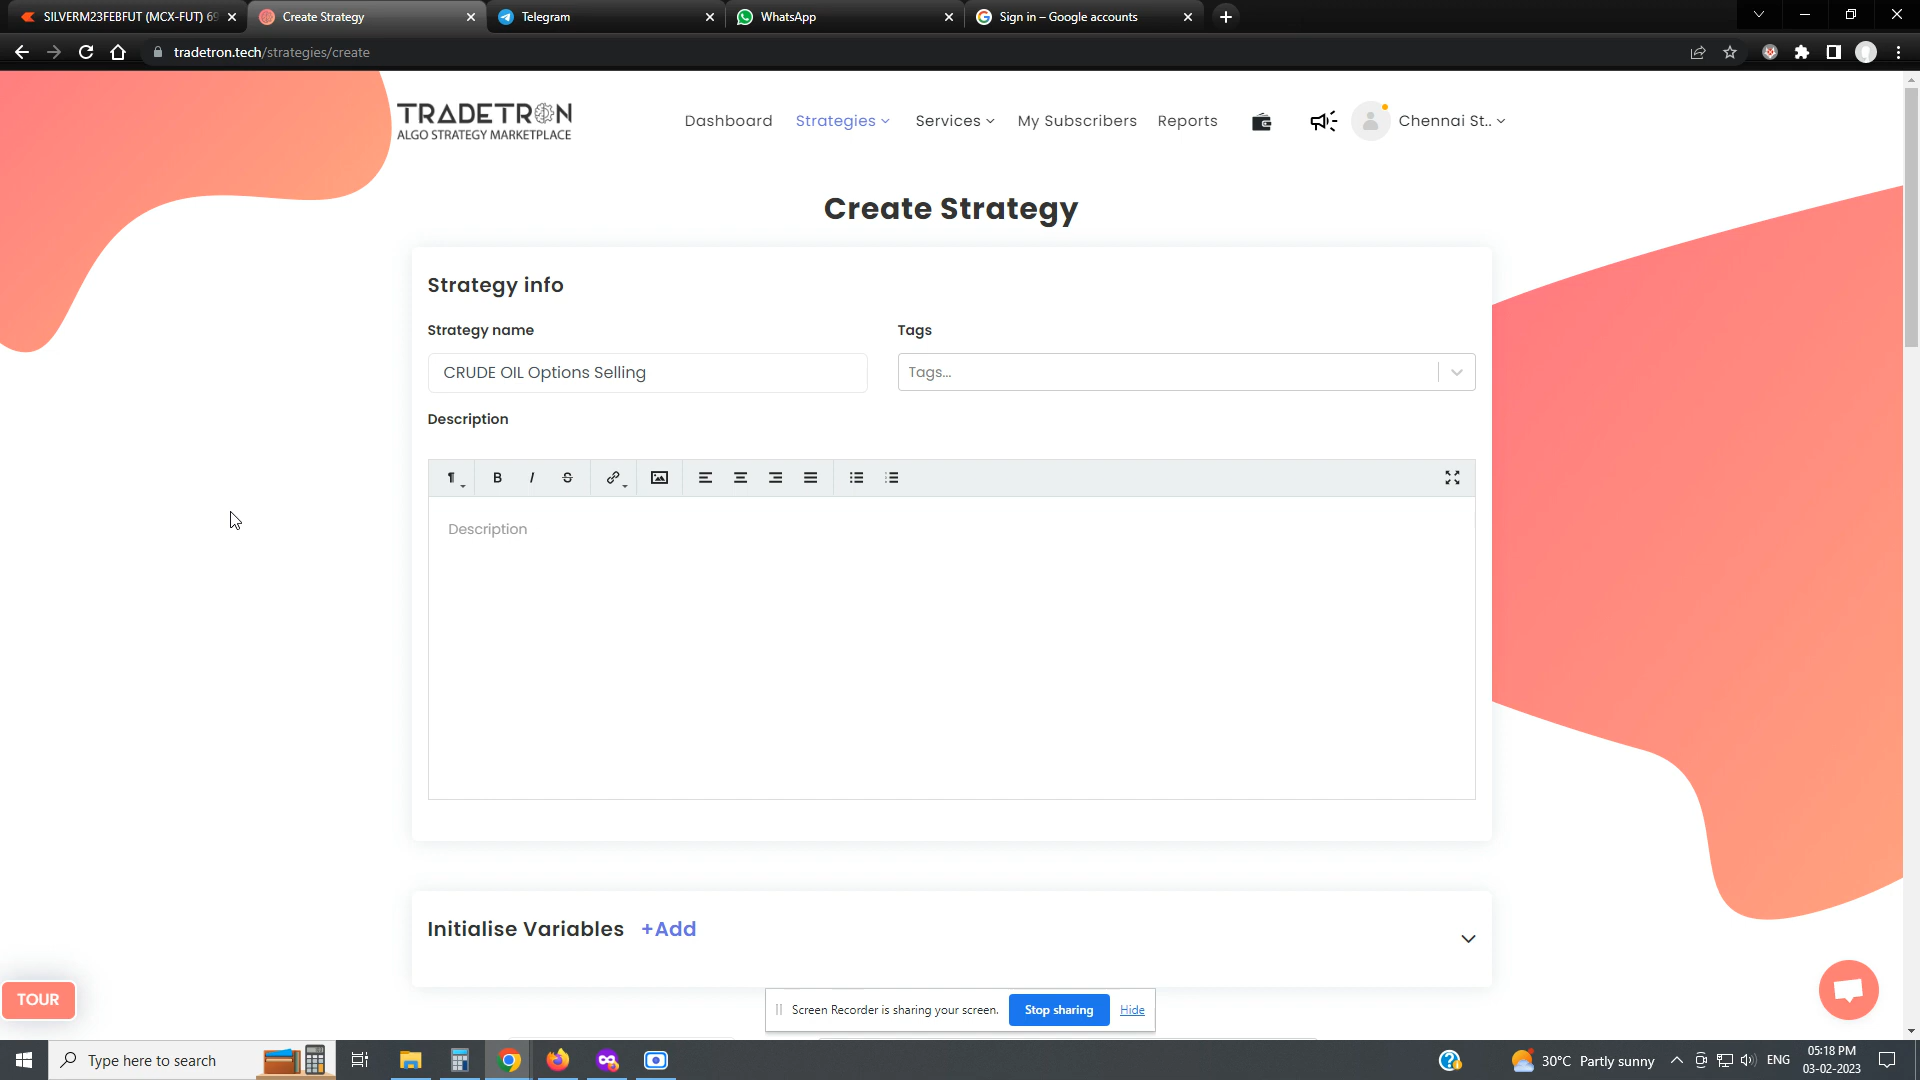 SILVERM23FEBFUT (MCX-FUT) 69
Create Strategy
Telegram
WhatsApp
Sign in – Google accounts
tradetron.tech/strategies/create
TRADETRON
ALGO STRATEGY MARKETPLACE
Dashboard
Strategies
Services
My Subscribers
Reports
Chennai St..
Create Strategy
Strategy info
Strategy name
Tags
CRUDE OIL Options Selling
Tags...
Description
B I S
Description
Initialise Variables +Add
TOUR
Screen Recorder is sharing your screen.
Stop sharing
Hide
Type here to search
30°C Partly sunny
ENG
05:18 PM
03-02-2023